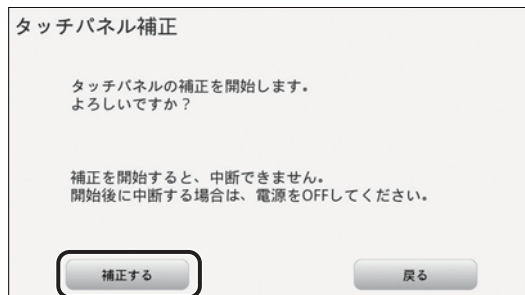 タッチパネル補正
タッチパネルの補正を開始します。
よろしいですか？
補正を開始すると、中断できません。
開始後に中断する場合は、電源をOFFしてください。
補正する
戻る